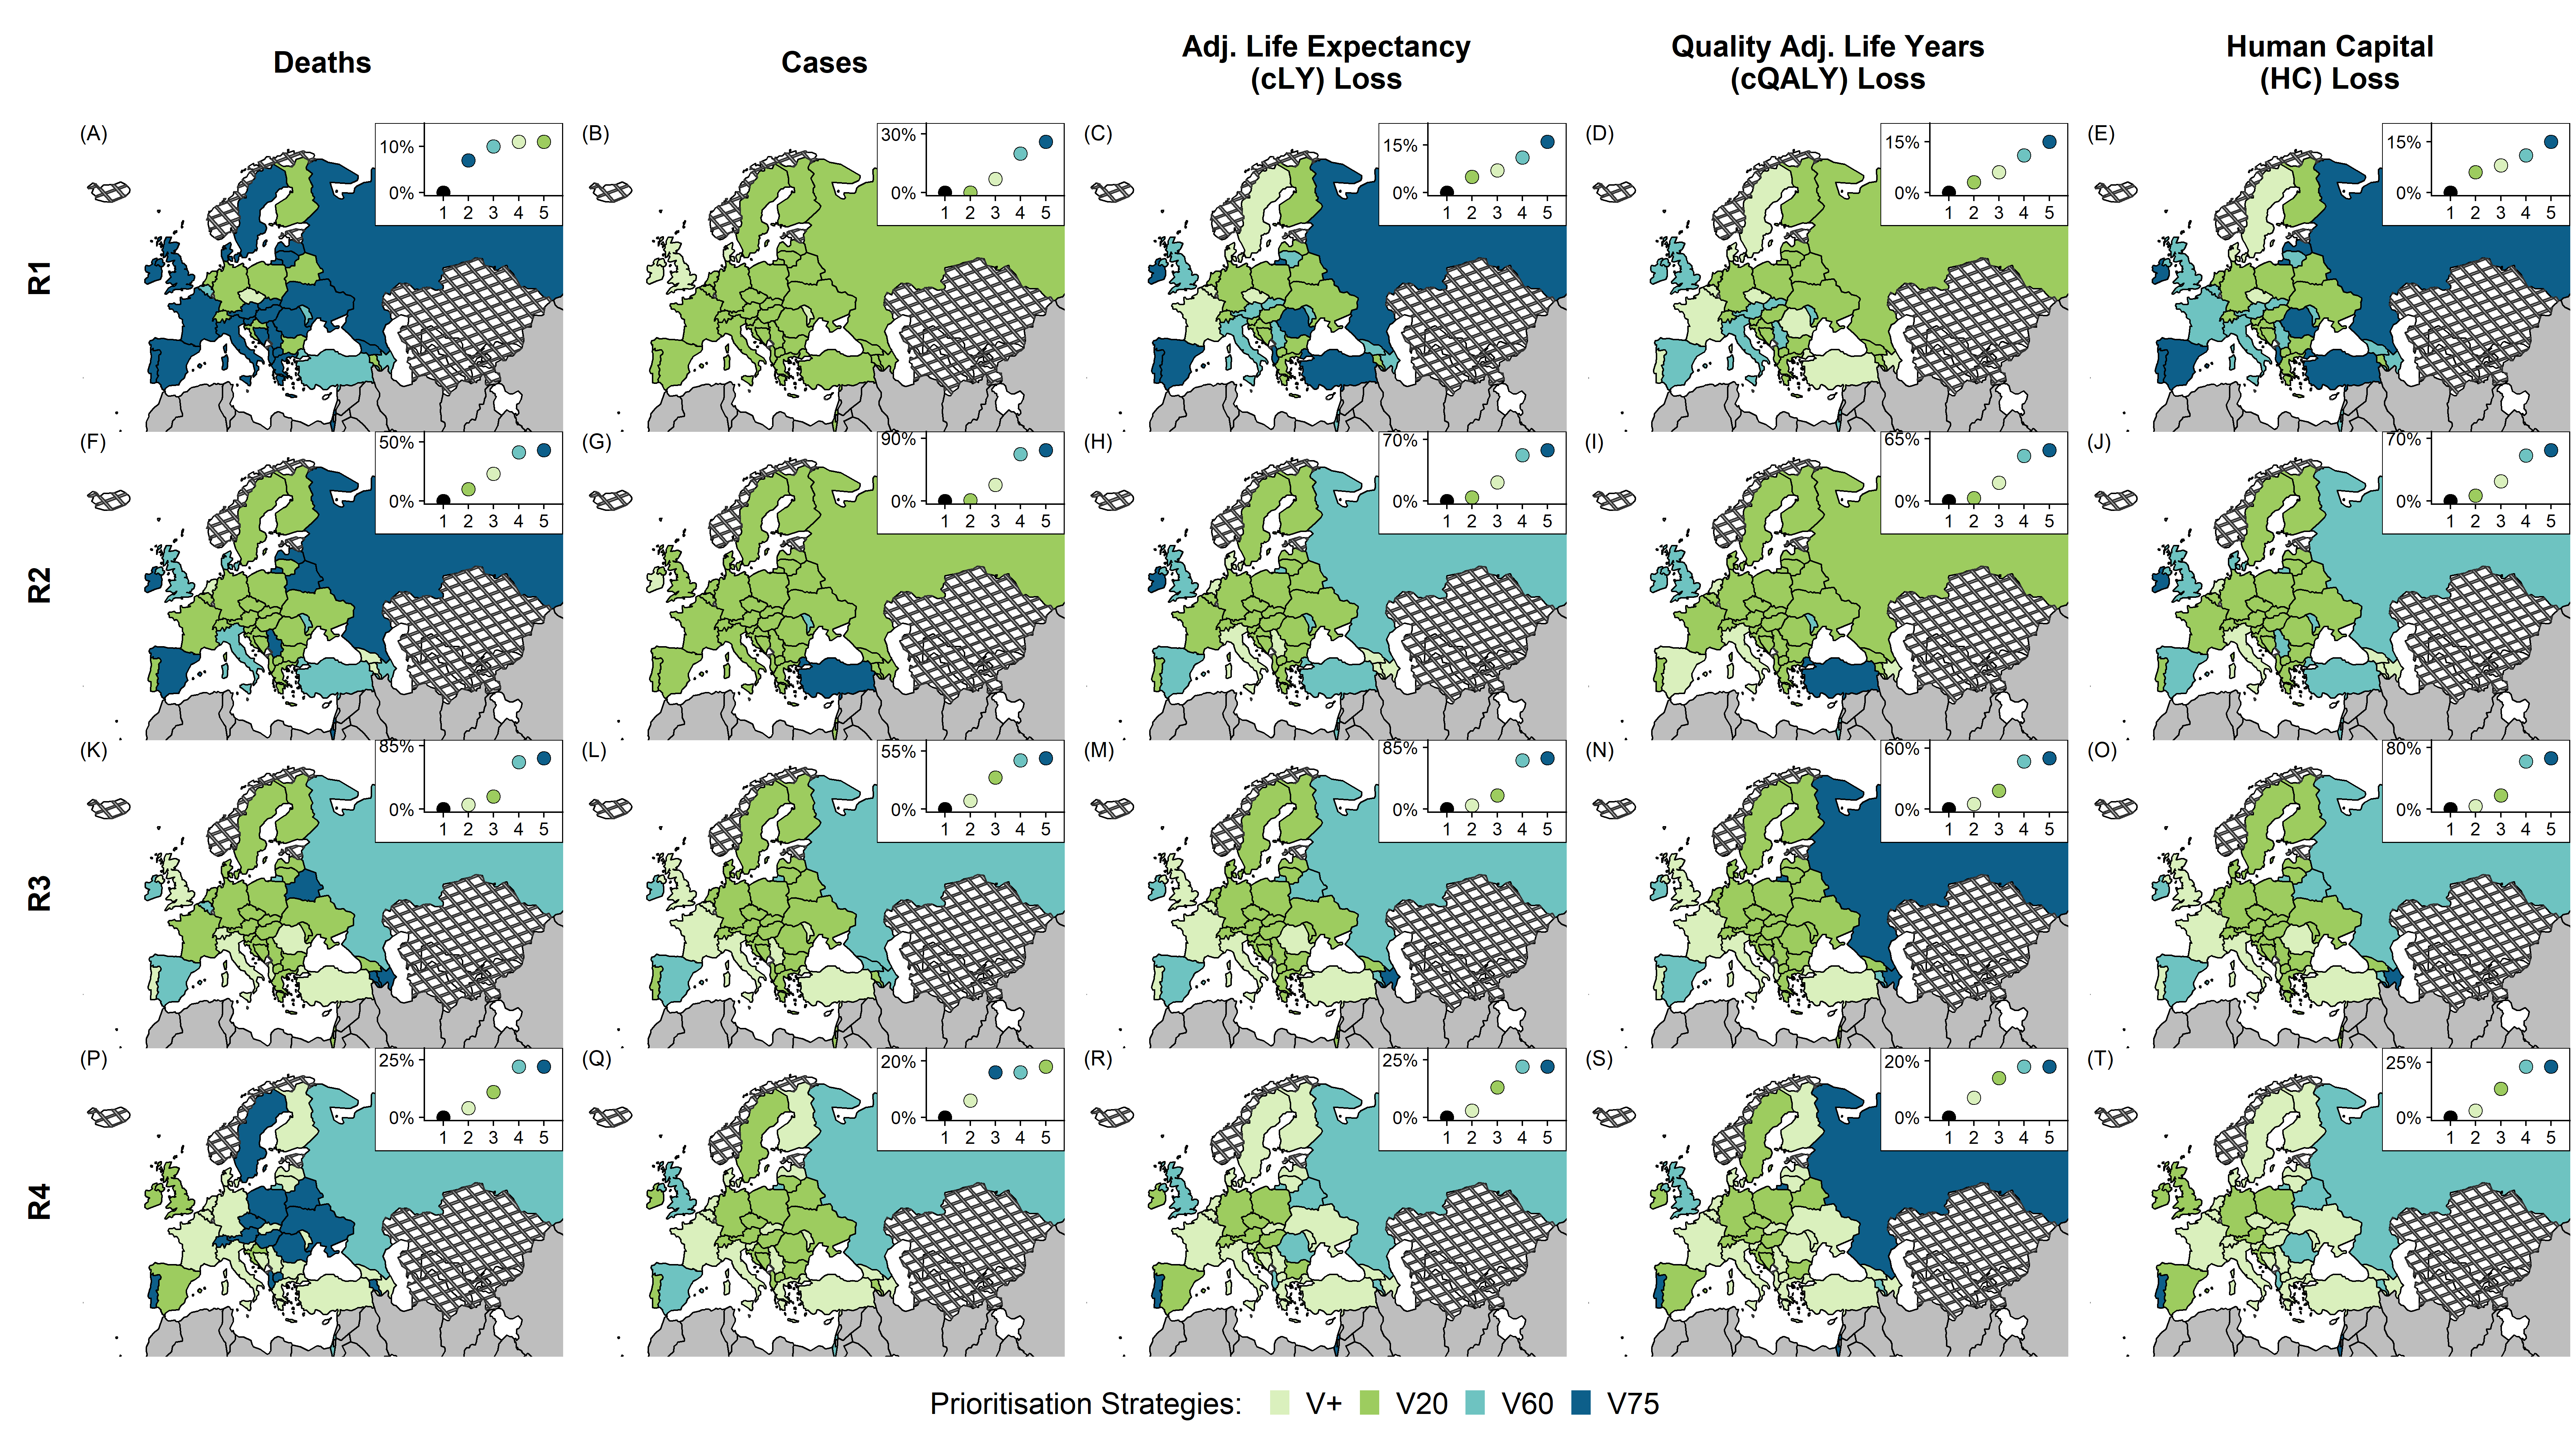 Deaths
Cases
Adj. Life Expectancy
(cLY) Loss
Quality Adj. Life Years
(cQALY) Loss
Human Capital
(HC) Loss
R1
(A)
10%
0%
1 2 3 4 5
(B)
30%
0%
1 2 3 4 5
(C)
15%
0%
1 2 3 4 5
(D)
15%
0%
1 2 3 4 5
(E)
15%
0%
1 2 3 4 5
R2
(F)
50%
0%
1 2 3 4 5
(G)
90%
0%
1 2 3 4 5
(H)
70%
0%
1 2 3 4 5
(I)
65%
0%
1 2 3 4 5
(J)
70%
0%
1 2 3 4 5
R3
(K)
85%
0%
1 2 3 4 5
(L)
55%
0%
1 2 3 4 5
(M)
85%
0%
1 2 3 4 5
(N)
60%
0%
1 2 3 4 5
(O)
80%
0%
1 2 3 4 5
R4
(P)
25%
0%
1 2 3 4 5
(Q)
20%
0%
1 2 3 4 5
(R)
25%
0%
1 2 3 4 5
(S)
20%
0%
1 2 3 4 5
(T)
25%
0%
1 2 3 4 5
Prioritisation Strategies: V+ V20 V60 V75